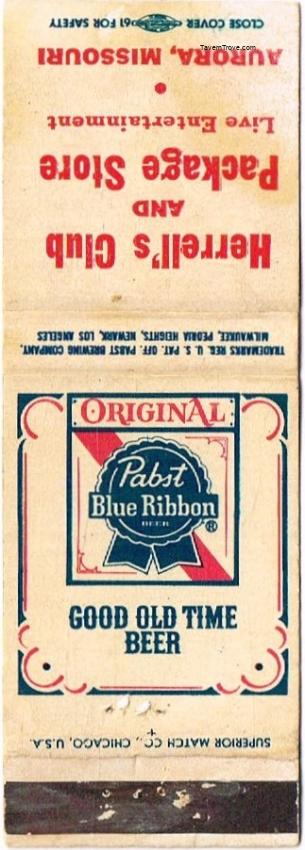 TavernTrove.com
CLOSE COVER FOR SAFETY
Herrell's Club
AND
Package Store
Live Entertainment
•
AURORA, MISSOURI
TRADEMARKS REG. U. S. PAT. OFF. PABST BREWING COMPANY,
MILWAUKEE, PEORIA HEIGHTS, NEWARK, LOS ANGELES
ORIGINAL
Pabst
Blue Ribbon
BEER ®
GOOD OLD TIME
BEER
SUPERIOR MATCH CO., CHICAGO, U.S.A.